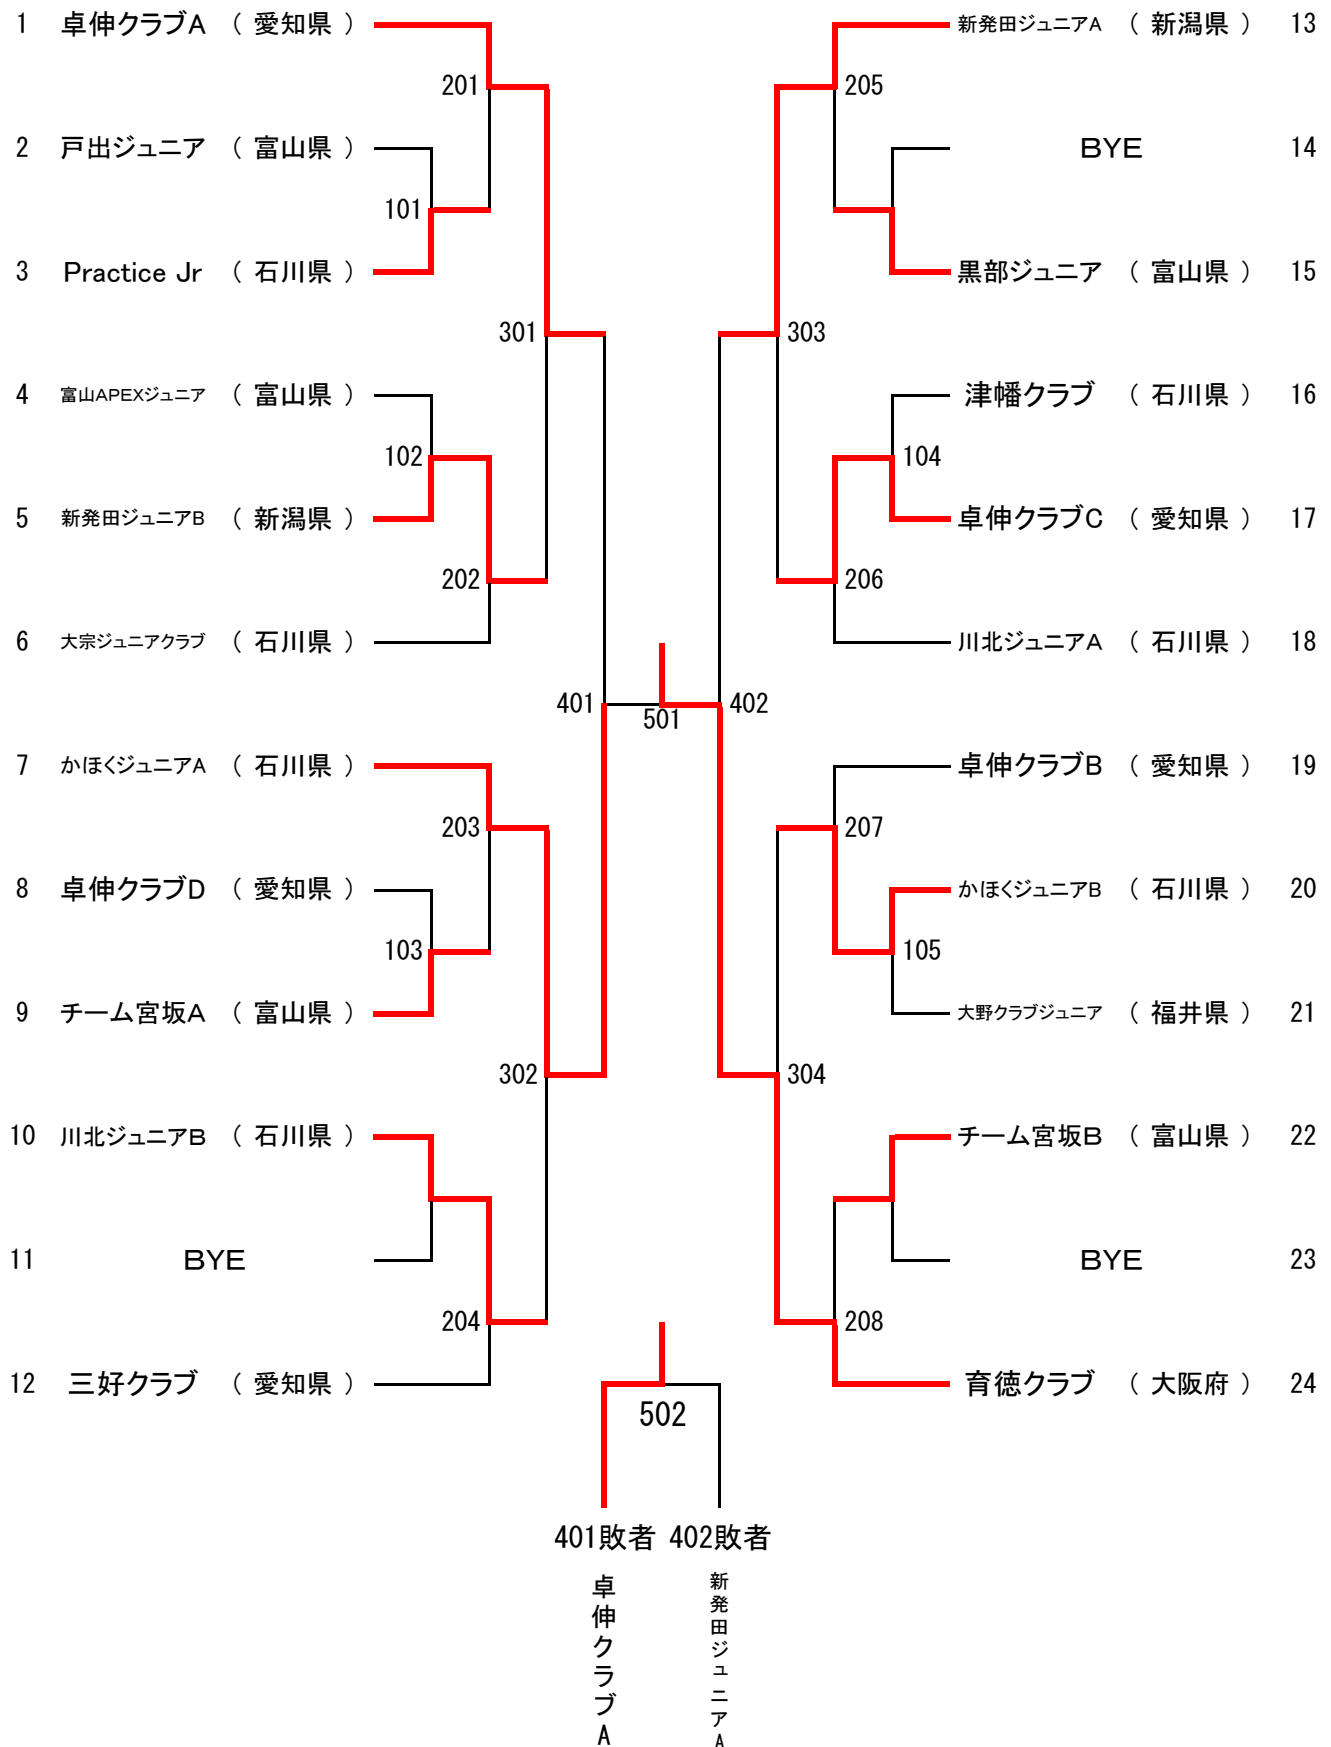 1 卓伸クラブA （ 愛知県 ）
201
2 戸出ジュニア （ 富山県 ）
101
3 Practice Jr （ 石川県 ）
301
4 富山APEXジュニア （ 富山県 ）
102
5 新発田ジュニアB （ 新潟県 ）
202
6 大宗ジュニアクラブ （ 石川県 ）
401
7 かほくジュニアA （ 石川県 ）
203
8 卓伸クラブD （ 愛知県 ）
103
9 チーム宮坂A （ 富山県 ）
302
10 川北ジュニアB （ 石川県 ）
11 BYE
204
12 三好クラブ （ 愛知県 ）
501
新発田ジュニアA （ 新潟県 ） 13
205
BYE 14
黒部ジュニア （ 富山県 ） 15
303
津幡クラブ （ 石川県 ） 16
104
卓伸クラブC （ 愛知県 ） 17
206
川北ジュニアA （ 石川県 ） 18
402
卓伸クラブB （ 愛知県 ） 19
207
かほくジュニアB （ 石川県 ） 20
105
大野クラブジュニア （ 福井県 ） 21
304
チーム宮坂B （ 富山県 ） 22
BYE 23
208
育徳クラブ （ 大阪府 ） 24
502
401敗者 402敗者
卓伸クラブA
新発田ジュニアA